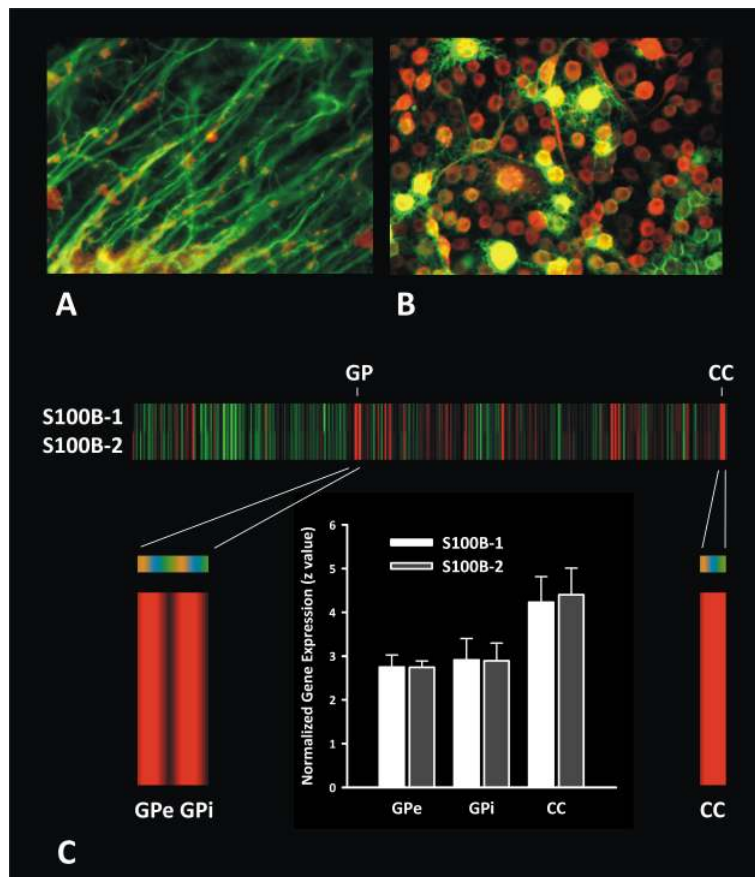 A
B
GP
CC
S100B-1
S100B-2
Normalized Gene Expression (z value)
6
5
4
3
2
1
0
S100B-1
S100B-2
GPe
GPi
CC
GPe GPi
CC
C